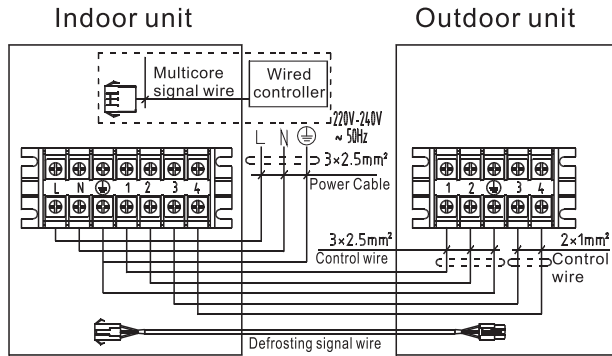 Indoor unit
Outdoor unit
Multicore
signal wire
Wired
controller
220V-240V
~ 50Hz
L N
3×2.5mm²
Power Cable
L N 1 2 3 4
1 2 3 4
3×2.5mm²
Control wire
2×1mm²
Control
wire
Defrosting signal wire